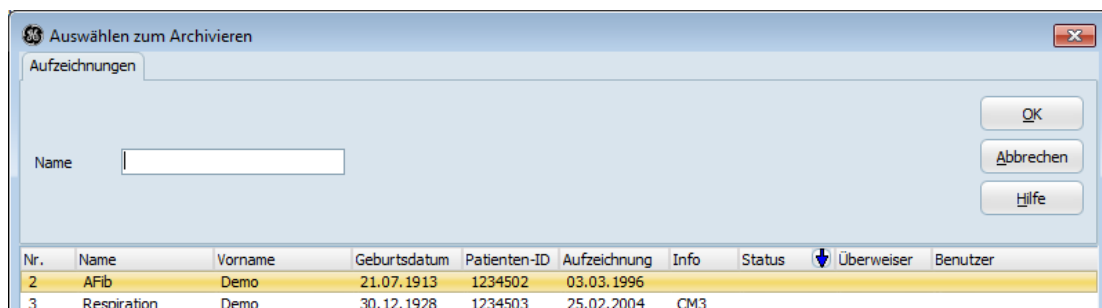 Auswählen zum Archivieren
Aufzeichnungen
OK
Name
Abbrechen
Hilfe
Nr. Name Vorname Geburtsdatum Patienten-ID Aufzeichnung Info Status Überweiser Benutzer
2 AFib Demo 21.07.1913 1234502 03.03.1996
3 Respiration Demo 30.12.1928 1234503 25.02.2004 CM3